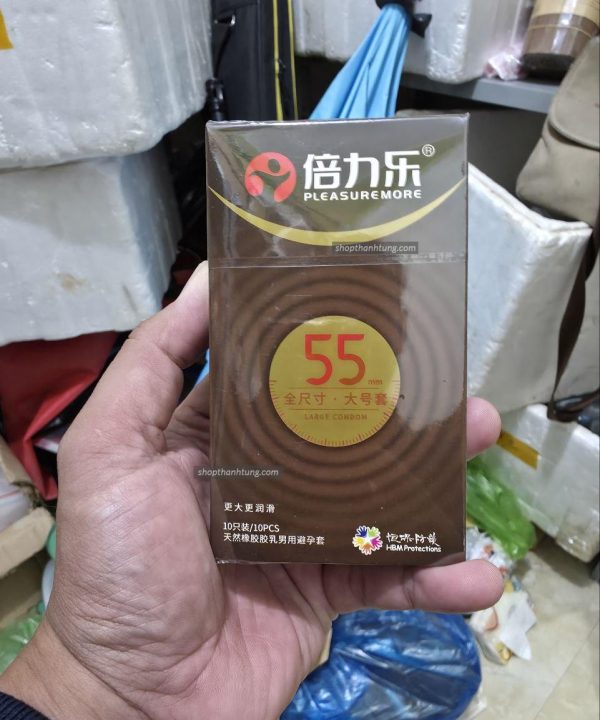 倍力乐®
PLEASUREMORE
shopthanhtung.com
55mm
全尺寸·大号套
LARGE CONDOM
shopthanhtung.com
更大更润滑
10只装/10PCS
天然橡胶胶乳男用避孕套
HBM Protections